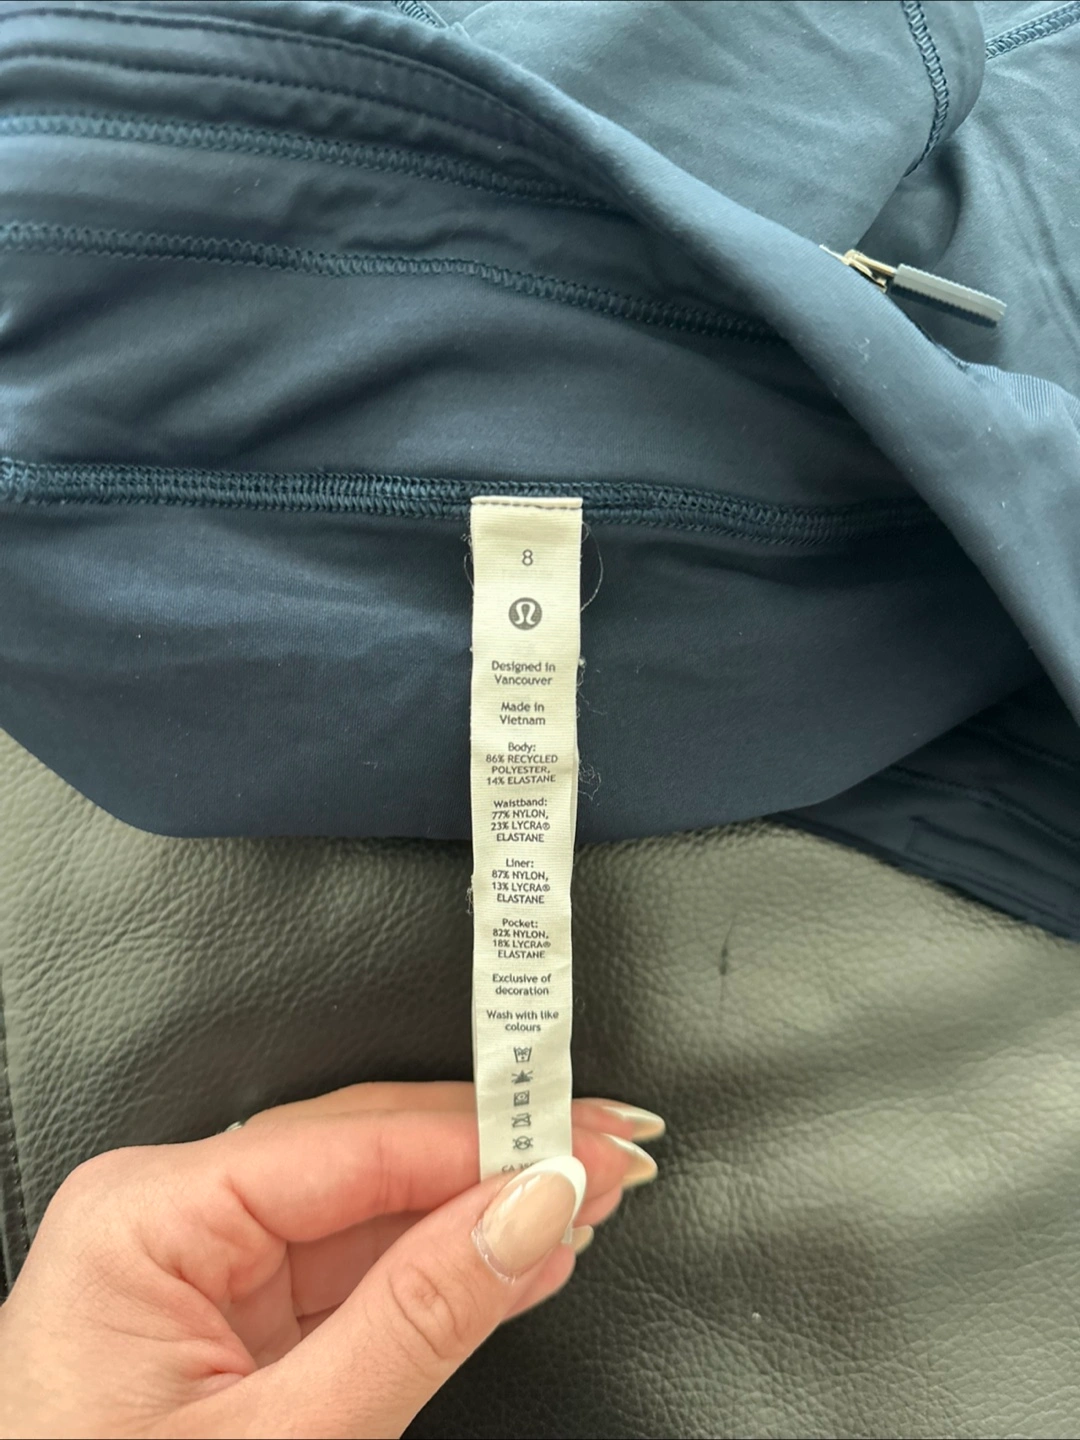 8
Designed in
Vancouver
Made in
Vietnam
Body:
86% RECYCLED
POLYESTER,
14% ELASTANE
Waistband:
77% NYLON,
23% LYCRA®
ELASTANE
Liner:
87% NYLON,
13% LYCRA®
ELASTANE
Pocket:
82% NYLON,
18% LYCRA®
ELASTANE
Exclusive of
decoration
Wash with like
colours
CA